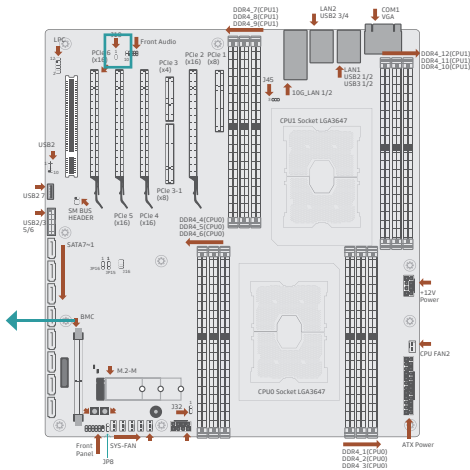 DDR4_7(CPU1)
DDR4_8(CPU1)
DDR4_9(CPU1)
LAN2
USB2 3/4
COM1
VGA
LPC
Front Audio
PCIe 6
(x16)
PCIe 3
(x4)
PCIe 1
(x8)
DDR4_12(CPU1)
DDR4_11(CPU1)
DDR4_10(CPU1)
LAN1
USB2 1/2
USB3 1/2
J45
10G_LAN 1/2
CPU1 Socket LGA3647
USB2
USB2 7
SM BUS
HEADER
PCIe 5
(x16)
PCIe 4
(x16)
PCIe 3-1
(x8)
PCIe 2
(x16)
USB2/3
5/6
DDR4_4(CPU0)
DDR4_5(CPU0)
DDR4_6(CPU0)
SATA7~1
J16
+12V
Power
BMC
CPU FAN2
M.2-M
CPU0 Socket LGA3647
J32
Front
Panel
JP8
SYS-FAN
ATX Power
DDR4_1(CPU0)
DDR4_2(CPU0)
DDR4_3(CPU0)